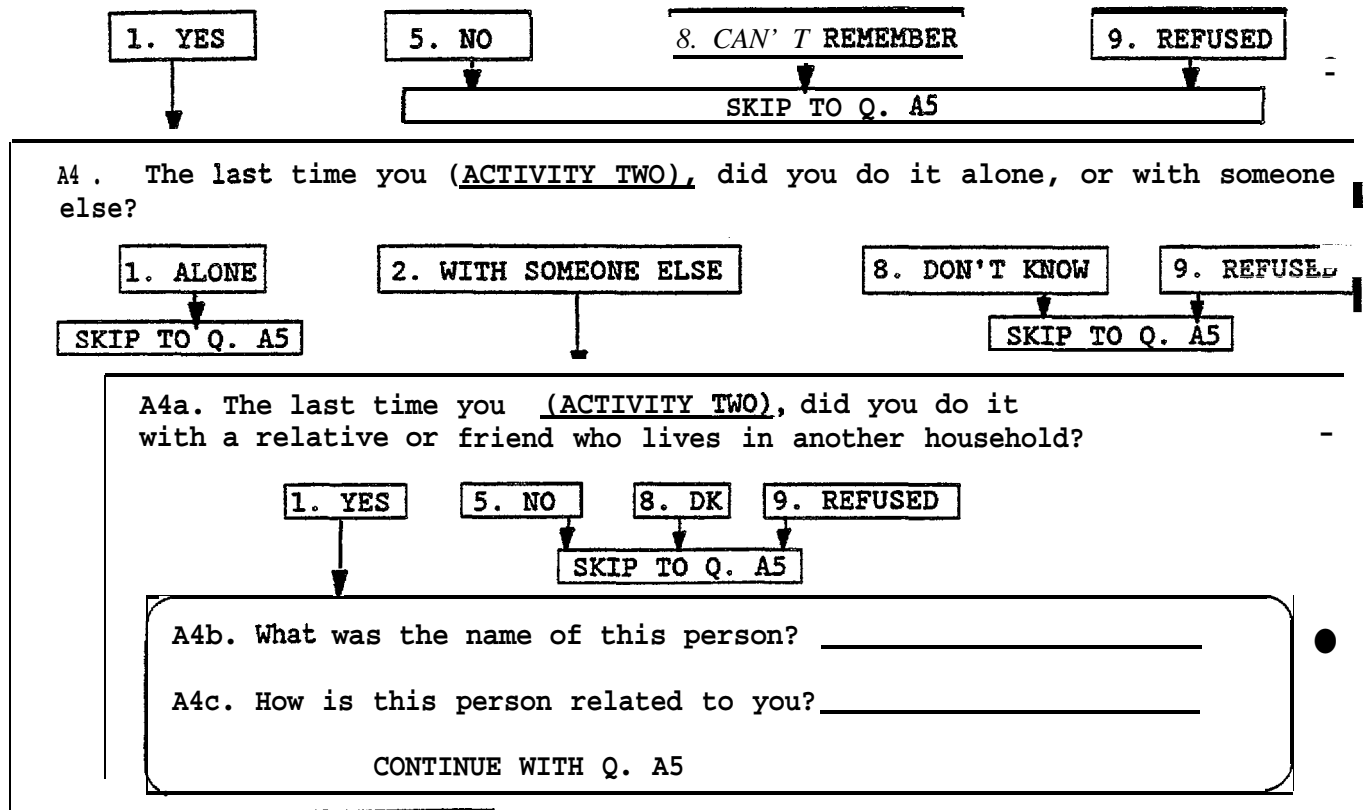 1. YES 5. NO 8. CAN' T REMEMBER 9. REFUSED
SKIP TO Q. A5
A4 . The last time you (ACTIVITY TWO), did you do it alone, or with someone
else?
1. ALONE 2. WITH SOMEONE ELSE 8. DON'T KNOW 9. REFUSED
SKIP TO Q. A5 SKIP TO Q. A5
A4a. The last time you (ACTIVITY TWO), did you do it
with a relative or friend who lives in another household?
1. YES 5. NO 8. DK 9. REFUSED
SKIP TO Q. A5
A4b. What was the name of this person?
A4c. How is this person related to you?
CONTINUE WITH Q. A5